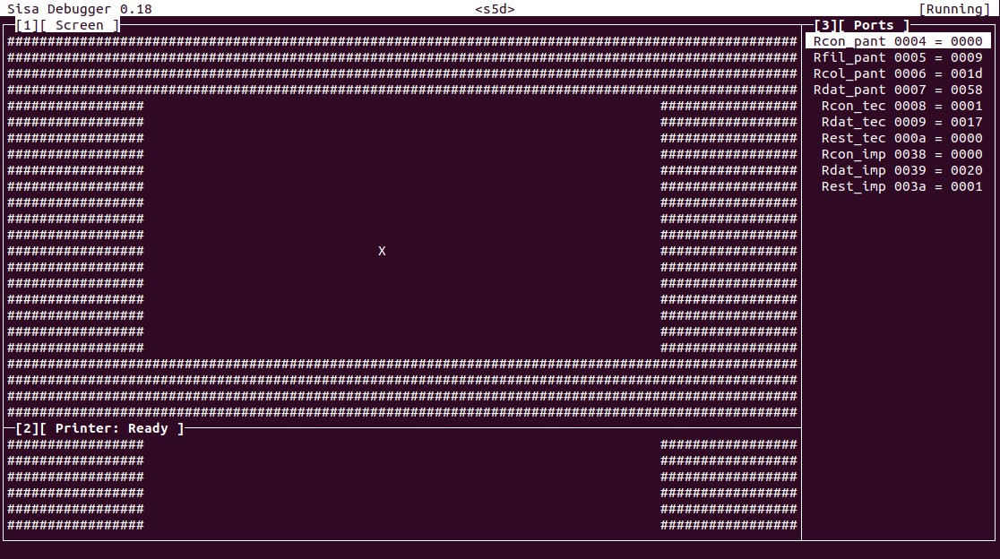 Sisa Debugger 0.18 <s5d> [Running]
[1][ Screen ]
##################################################################################################
##################################################################################################
##################################################################################################
##################################################################################################
################# #################
################# #################
################# #################
################# #################
################# #################
################# #################
################# #################
################# #################
################# #################
################# X #################
################# #################
################# #################
################# #################
################# #################
################# #################
################# #################
##################################################################################################
##################################################################################################
##################################################################################################
##################################################################################################
[2][ Printer: Ready ]
################# #################
################# #################
################# #################
################# #################
################# #################
################# #################
[3][ Ports ]
Rcon_pant 0004 = 0000
Rfil_pant 0005 = 0009
Rcol_pant 0006 = 001d
Rdat_pant 0007 = 0058
Rcon_tec 0008 = 0001
Rdat_tec 0009 = 0017
Rest_tec 000a = 0000
Rcon_imp 0038 = 0000
Rdat_imp 0039 = 0020
Rest_imp 003a = 0001